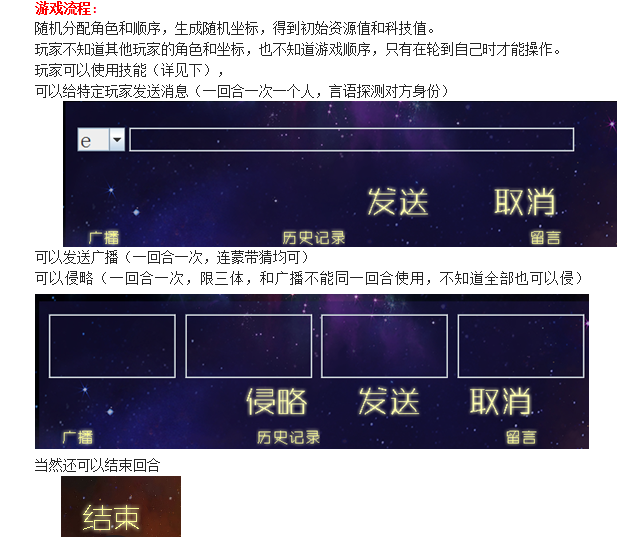 游戏流程：
随机分配角色和顺序，生成随机坐标，得到初始资源值和科技值。
玩家不知道其他玩家的角色和坐标，也不知道游戏顺序，只有在轮到自己时才能操作。
玩家可以使用技能（详见下），
可以给特定玩家发送消息（一回合一次一个人，言语探测对方身份）
e
发送 取消
广播 历史记录 留言
可以发送广播（一回合一次，连蒙带猜均可）
可以侵略（一回合一次，限三体，和广播不能同一回合使用，不知道全部也可以侵）
侵略 发送 取消
广播 历史记录 留言
当然还可以结束回合
结束